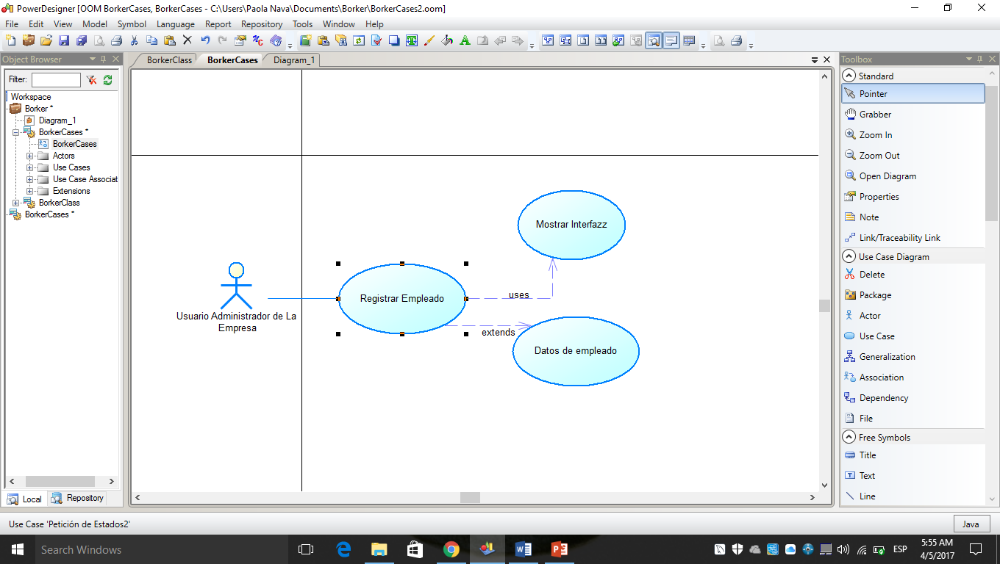 PowerDesigner [OOM BorkerCases, BorkerCases - C:\Users\Paola Nava\Documents\Borker\BorkerCases2.oom]
File Edit View Model Symbol Language Report Repository Tools Window Help
Object Browser
Filter:
Workspace
Borker *
Diagram_1
BorkerCases *
BorkerCases
Actors
Use Cases
Use Case Associat
Extensions
BorkerClass
BorkerCases *
Local Repository
BorkerClass BorkerCases Diagram_1
Mostrar Interfazz
Registrar Empleado
uses
Usuario Administrador de La
Empresa
extends
Datos de empleado
Toolbox
Standard
Pointer
Grabber
Zoom In
Zoom Out
Open Diagram
Properties
Note
Link/Traceability Link
Use Case Diagram
Delete
Package
Actor
Use Case
Generalization
Association
Dependency
File
Free Symbols
Title
Text
Line
Use Case 'Petición de Estados2'
Java
Search Windows
ESP
5:55 AM
4/5/2017